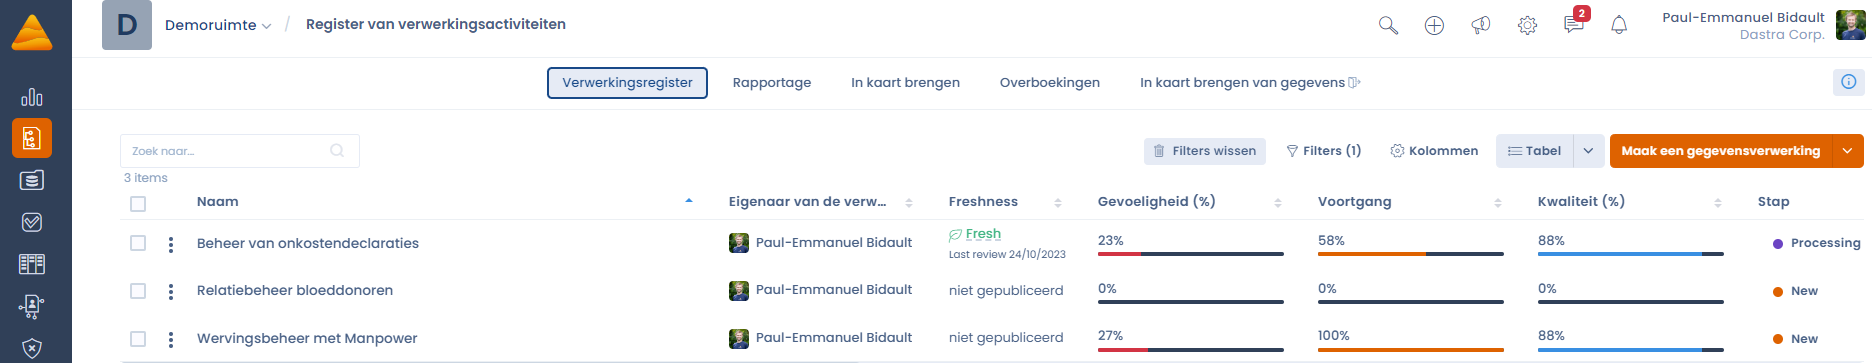 D Demoruimte / Register van verwerkingsactiviteiten 2 Paul-Emmanuel Bidault
Dastra Corp.
Verwerkingsregister Rapportage In kaart brengen Overboekingen In kaart brengen van gegevens
Zoek naar... Filters wissen Filters (1) Kolommen Tabel Maak een gegevensverwerking
3 items
Naam Eigenaar van de verw... Freshness Gevoeligheid (%) Voortgang Kwaliteit (%) Stap
Beheer van onkostendeclaraties Paul-Emmanuel Bidault Fresh 23% 58% 88% Processing
Last review 24/10/2023
Relatiebeheer bloeddonoren Paul-Emmanuel Bidault niet gepubliceerd 0% 0% 0% New
Wervingsbeheer met Manpower Paul-Emmanuel Bidault niet gepubliceerd 27% 100% 88% New